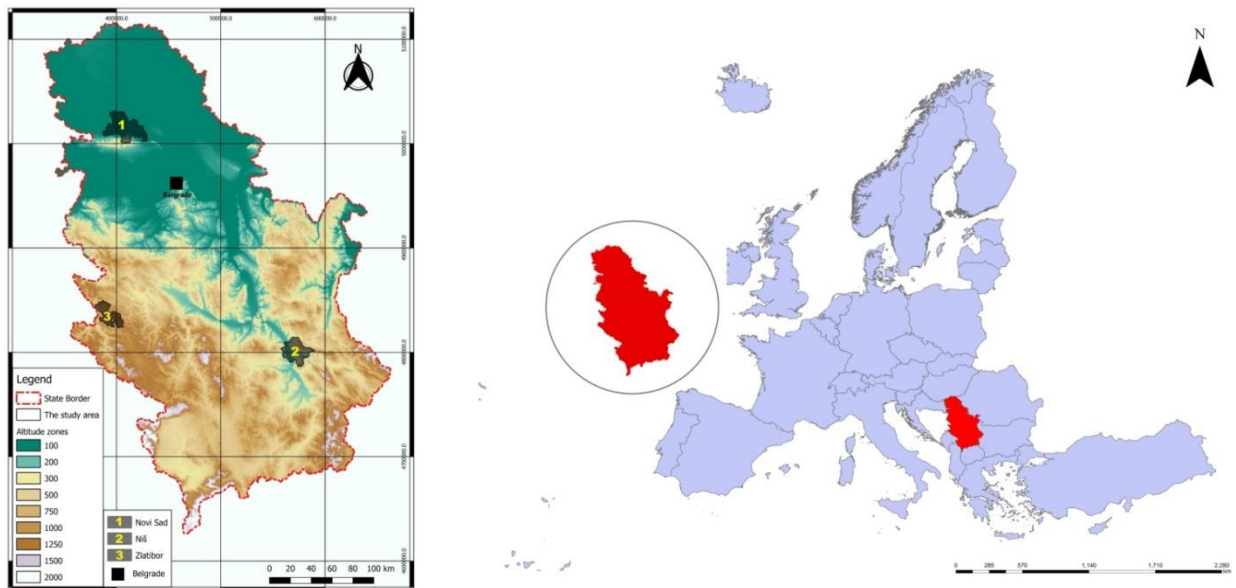 400000.0 500000.0 600000.0
N
5100000.0
1
5000000.0
Belgrade
4900000.0
3
2
4800000.0
Legend
State Border
The study area
Altitude zones
100
200
300
500
750
1000
1250
1500
2000
4700000.0
1 Novi Sad
2 Niš
3 Zlatibor
Belgrade
0 20 40 60 80 100 km
4600000.0
N
0 285 570 1,140 1,710 2,280
km